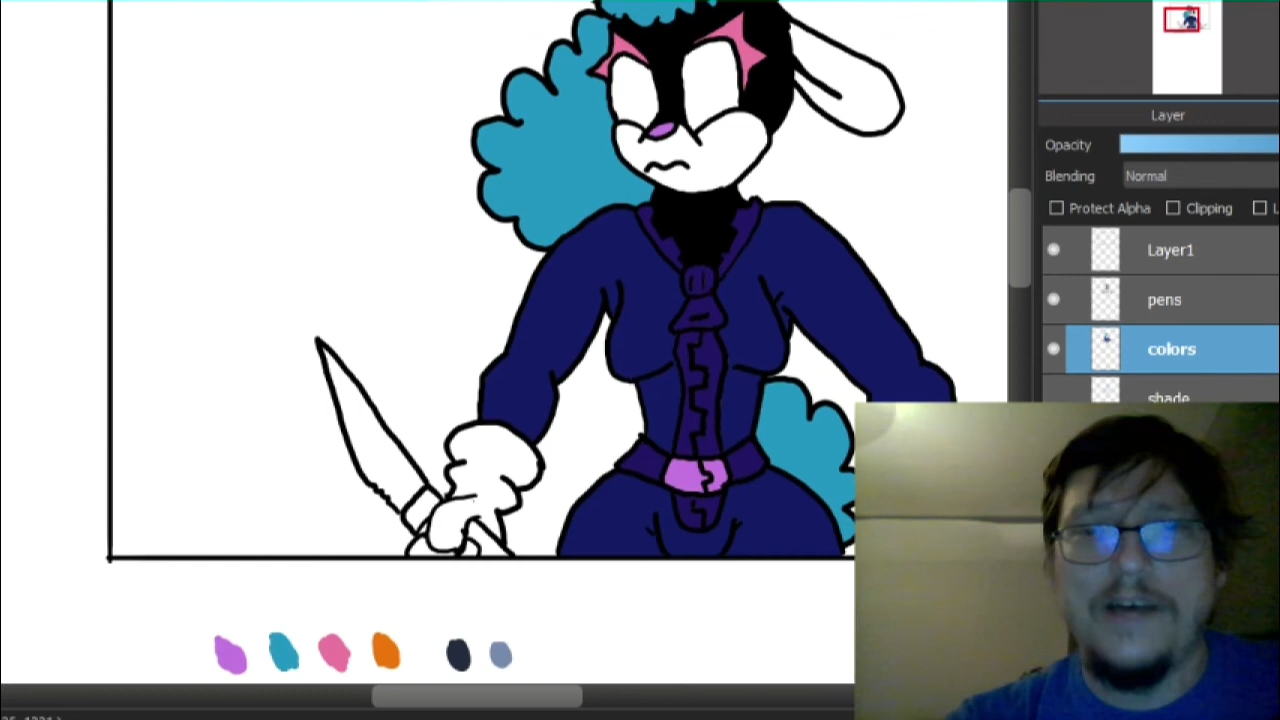 Layer
Opacity
Blending Normal
Protect Alpha Clipping
Layer1
pens
colors
shade